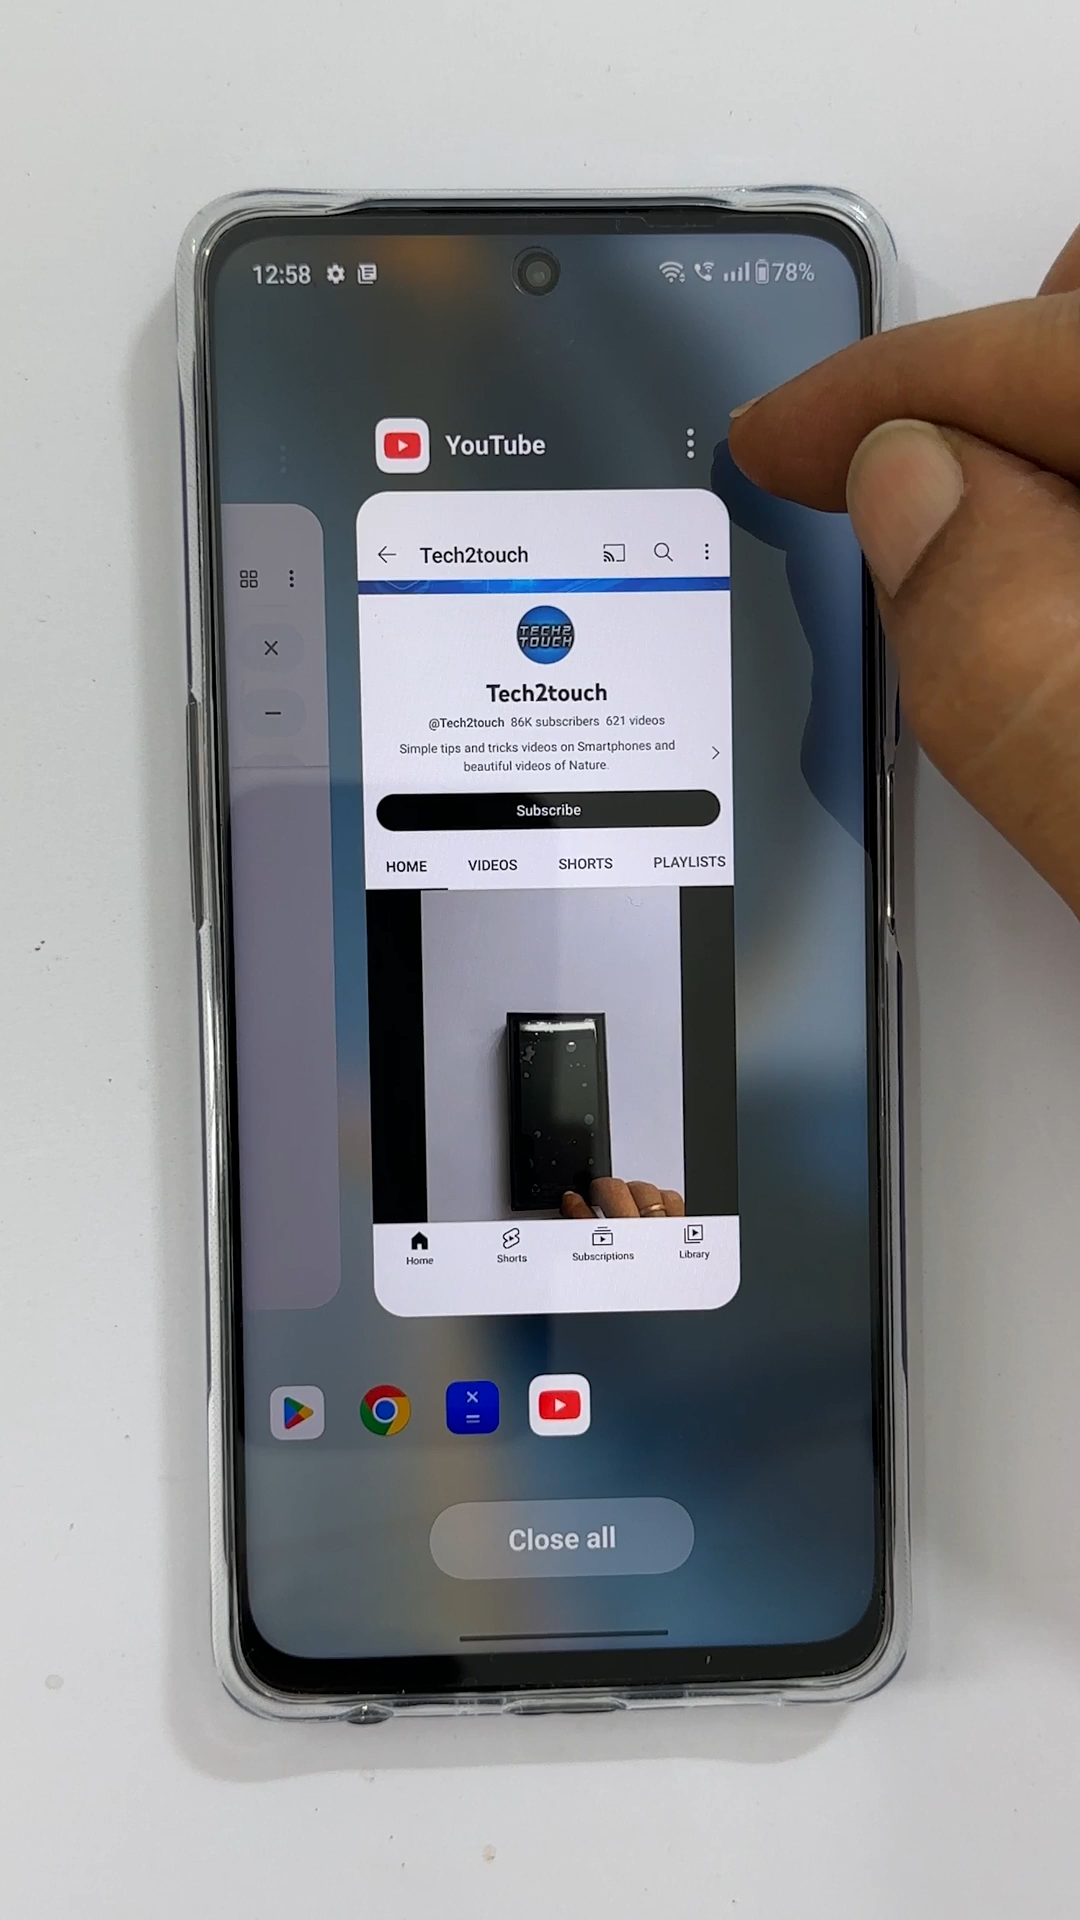 12:58
78%
YouTube
Tech2touch
TECH2
TOUCH
Tech2touch
@Tech2touch 86K subscribers 621 videos
Simple tips and tricks videos on Smartphones and
beautiful videos of Nature.
Subscribe
HOME VIDEOS SHORTS PLAYLISTS
Home Shorts Subscriptions Library
Close all